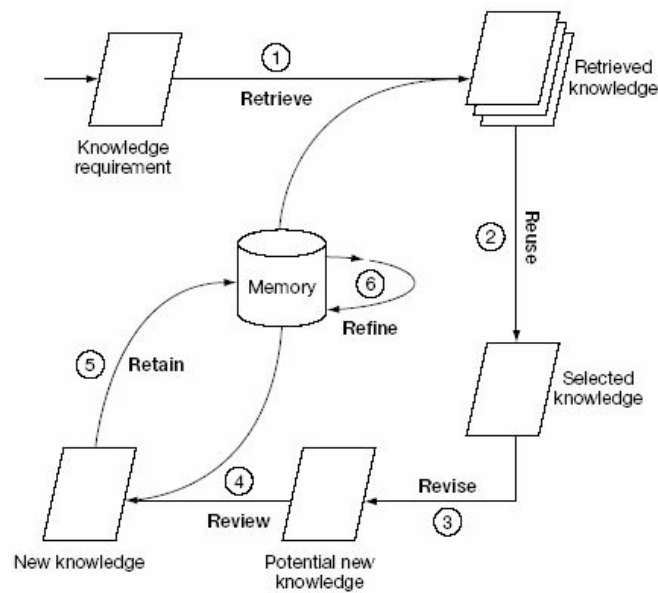 1
Retrieve
Retrieved
knowledge
Knowledge
requirement
2
Reuse
Memory
6
Refine
5
Retain
Selected
knowledge
4
Review
Revise
3
New knowledge
Potential new
knowledge